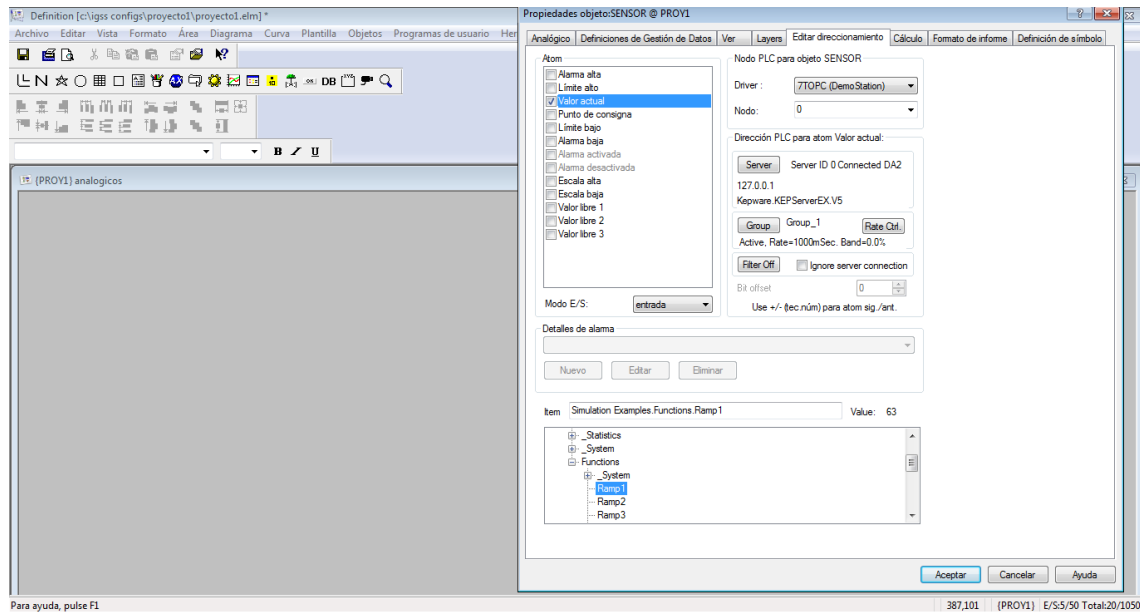 Definition [c:\igss configs\proyecto1\proyecto1.elm] *
Archivo Editar Vista Formato Área Diagrama Curva Plantilla Objetos Programas de usuario Her
DB
B I U
{PROY1} analogicos
Propiedades objeto:SENSOR @ PROY1
Analógico Definiciones de Gestión de Datos Ver Layers Editar direccionamiento Cálculo Formato de informe Definición de símbolo
Atom
Alarma alta
Límite alto
Valor actual
Punto de consigna
Límite bajo
Alarma baja
Alarma activada
Alarma desactivada
Escala alta
Escala baja
Valor libre 1
Valor libre 2
Valor libre 3
Modo E/S: entrada
Nodo PLC para objeto SENSOR
Driver : 7TOPC (DemoStation)
Nodo: 0
Dirección PLC para atom Valor actual:
Server Server ID 0 Connected DA2
127.0.0.1
Kepware.KEPServerEX.V5
Group Group_1 Rate Ctrl.
Active, Rate=1000mSec. Band=0.0%
Filter Off Ignore server connection
Bit offset 0
Use +/- (tec.núm) para atom sig./ant.
Detalles de alarma
Nuevo Editar Eliminar
Item Simulation Examples.Functions.Ramp1 Value: 63
_Statistics
_System
Functions
_System
Ramp1
Ramp2
Ramp3
Aceptar Cancelar Ayuda
Para ayuda, pulse F1 387,101 {PROY1} E/S:5/50 Total:20/1050